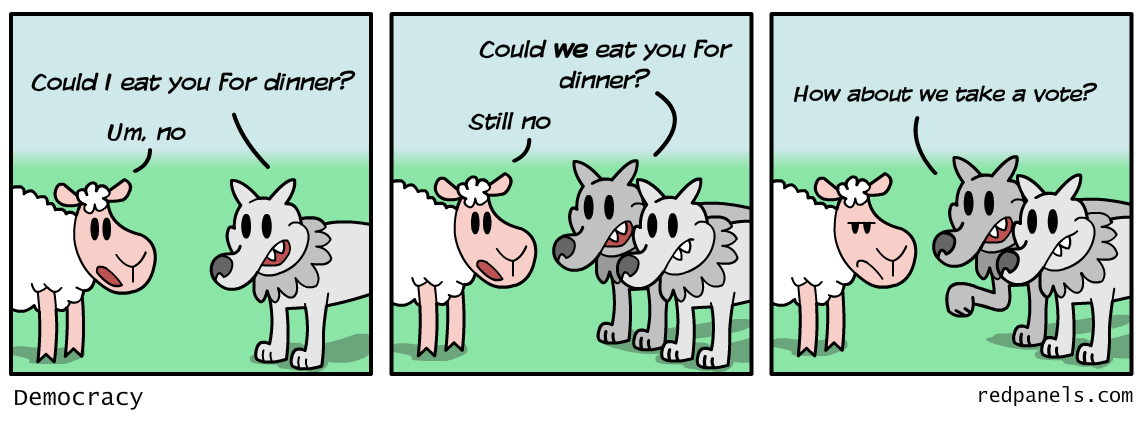 Could I eat you For dinner?
Um, no
Could we eat you For
dinner?
Still no
How about we take a vote?
Democracy
redpanels.com